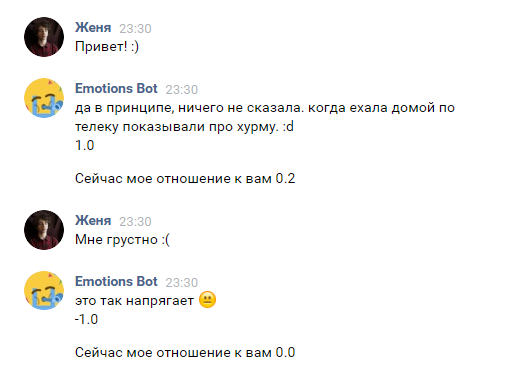 Женя 23:30
Привет! :)
Emotions Bot 23:30
да в принципе, ничего не сказала. когда ехала домой по
телеку показывали про хурму. :d
1.0
Сейчас мое отношение к вам 0.2
Женя 23:30
Мне грустно :(
Emotions Bot 23:30
это так напрягает 😐
-1.0
Сейчас мое отношение к вам 0.0